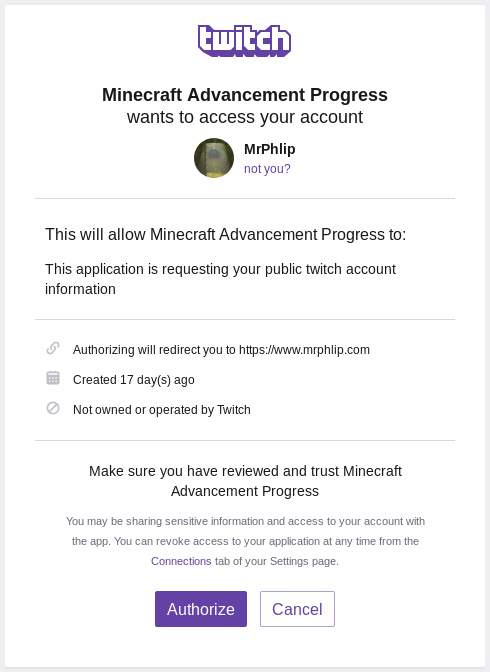 twitch
Minecraft Advancement Progress
wants to access your account
MrPhlip
not you?
This will allow Minecraft Advancement Progress to:
This application is requesting your public twitch account
information
Authorizing will redirect you to https://www.mrphlip.com
Created 17 day(s) ago
Not owned or operated by Twitch
Make sure you have reviewed and trust Minecraft
Advancement Progress
You may be sharing sensitive information and access to your account with
the app. You can revoke access to your application at any time from the
Connections tab of your Settings page.
Authorize
Cancel